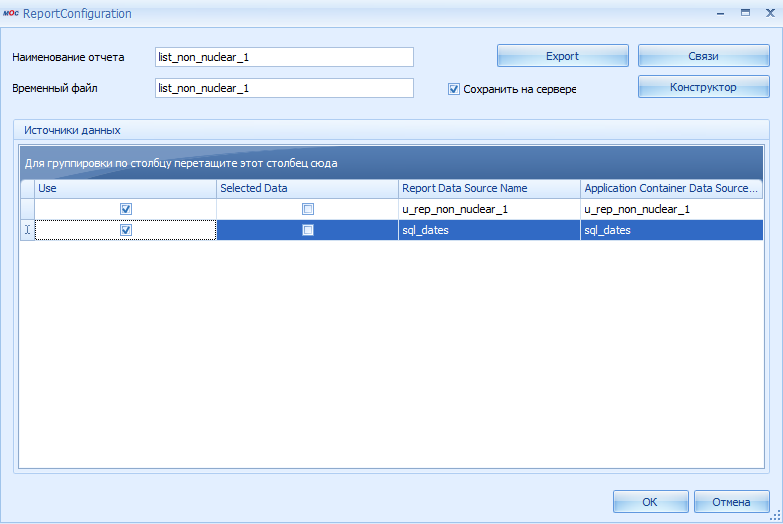 МОС ReportConfiguration
Наименование отчета list_non_nuclear_1 Export Связи
Временный файл list_non_nuclear_1 Сохранить на сервере Конструктор
Источники данных
Для группировки по столбцу перетащите этот столбец сюда
Use Selected Data Report Data Source Name Application Container Data Source...
u_rep_non_nuclear_1 u_rep_non_nuclear_1
sql_dates sql_dates
OK Отмена